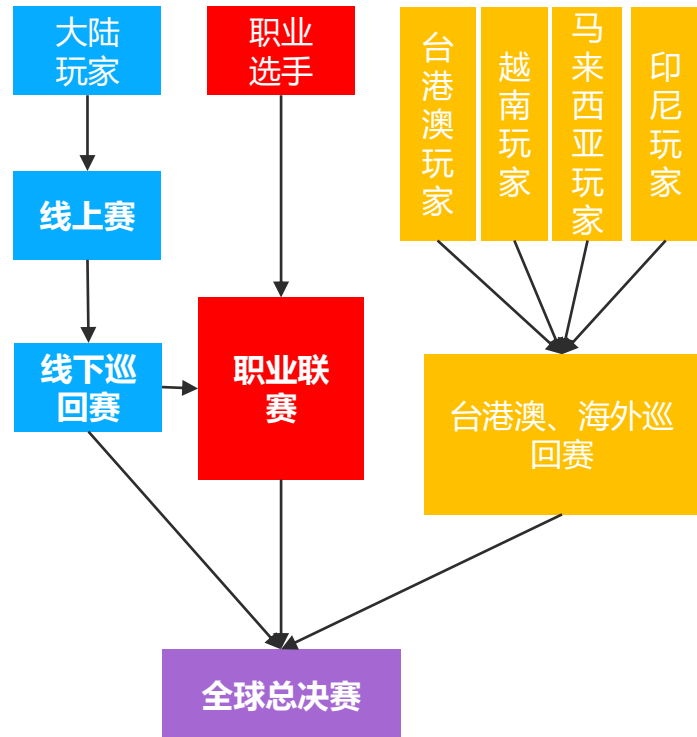 大陆
玩家
职业
选手
台
港
澳
玩
家
越
南
玩
家
马
来
西
亚
玩
家
印
尼
玩
家
线上赛
线下巡
回赛
职业联
赛
台港澳、海外巡
回赛
全球总决赛